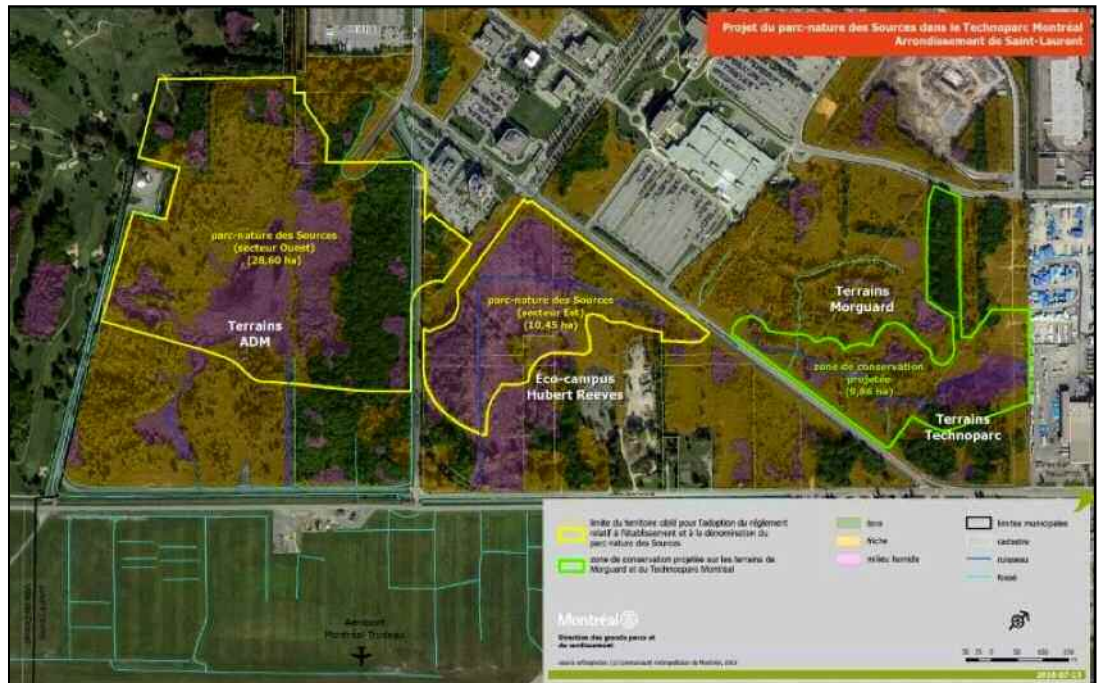 Projet du parc-nature des Sources dans le Technoparc Montréal
Arrondissement de Saint-Laurent
parc-nature des Sources
(secteur Ouest)
(28,60 ha)
Terrains
ADM
parc-nature des Sources
(secteur Est)
(10,45 ha)
Éco-campus
Hubert Reeves
Terrains
Morguard
zone de conservation
projetée
Terrains
Technoparc
Aéroport
Montréal Trudeau
limite du territoire ciblé pour l'adoption du règlement
relatif à l'établissement et à la dénomination du
parc-nature des Sources
zone de conservation projetée sur les terrains de
Morguard et du Technoparc Montréal
bois
friche
milieu humide
limites municipales
cadastre
ruisseau
fossé
Montréal
Direction des grands parcs et
du verdissement